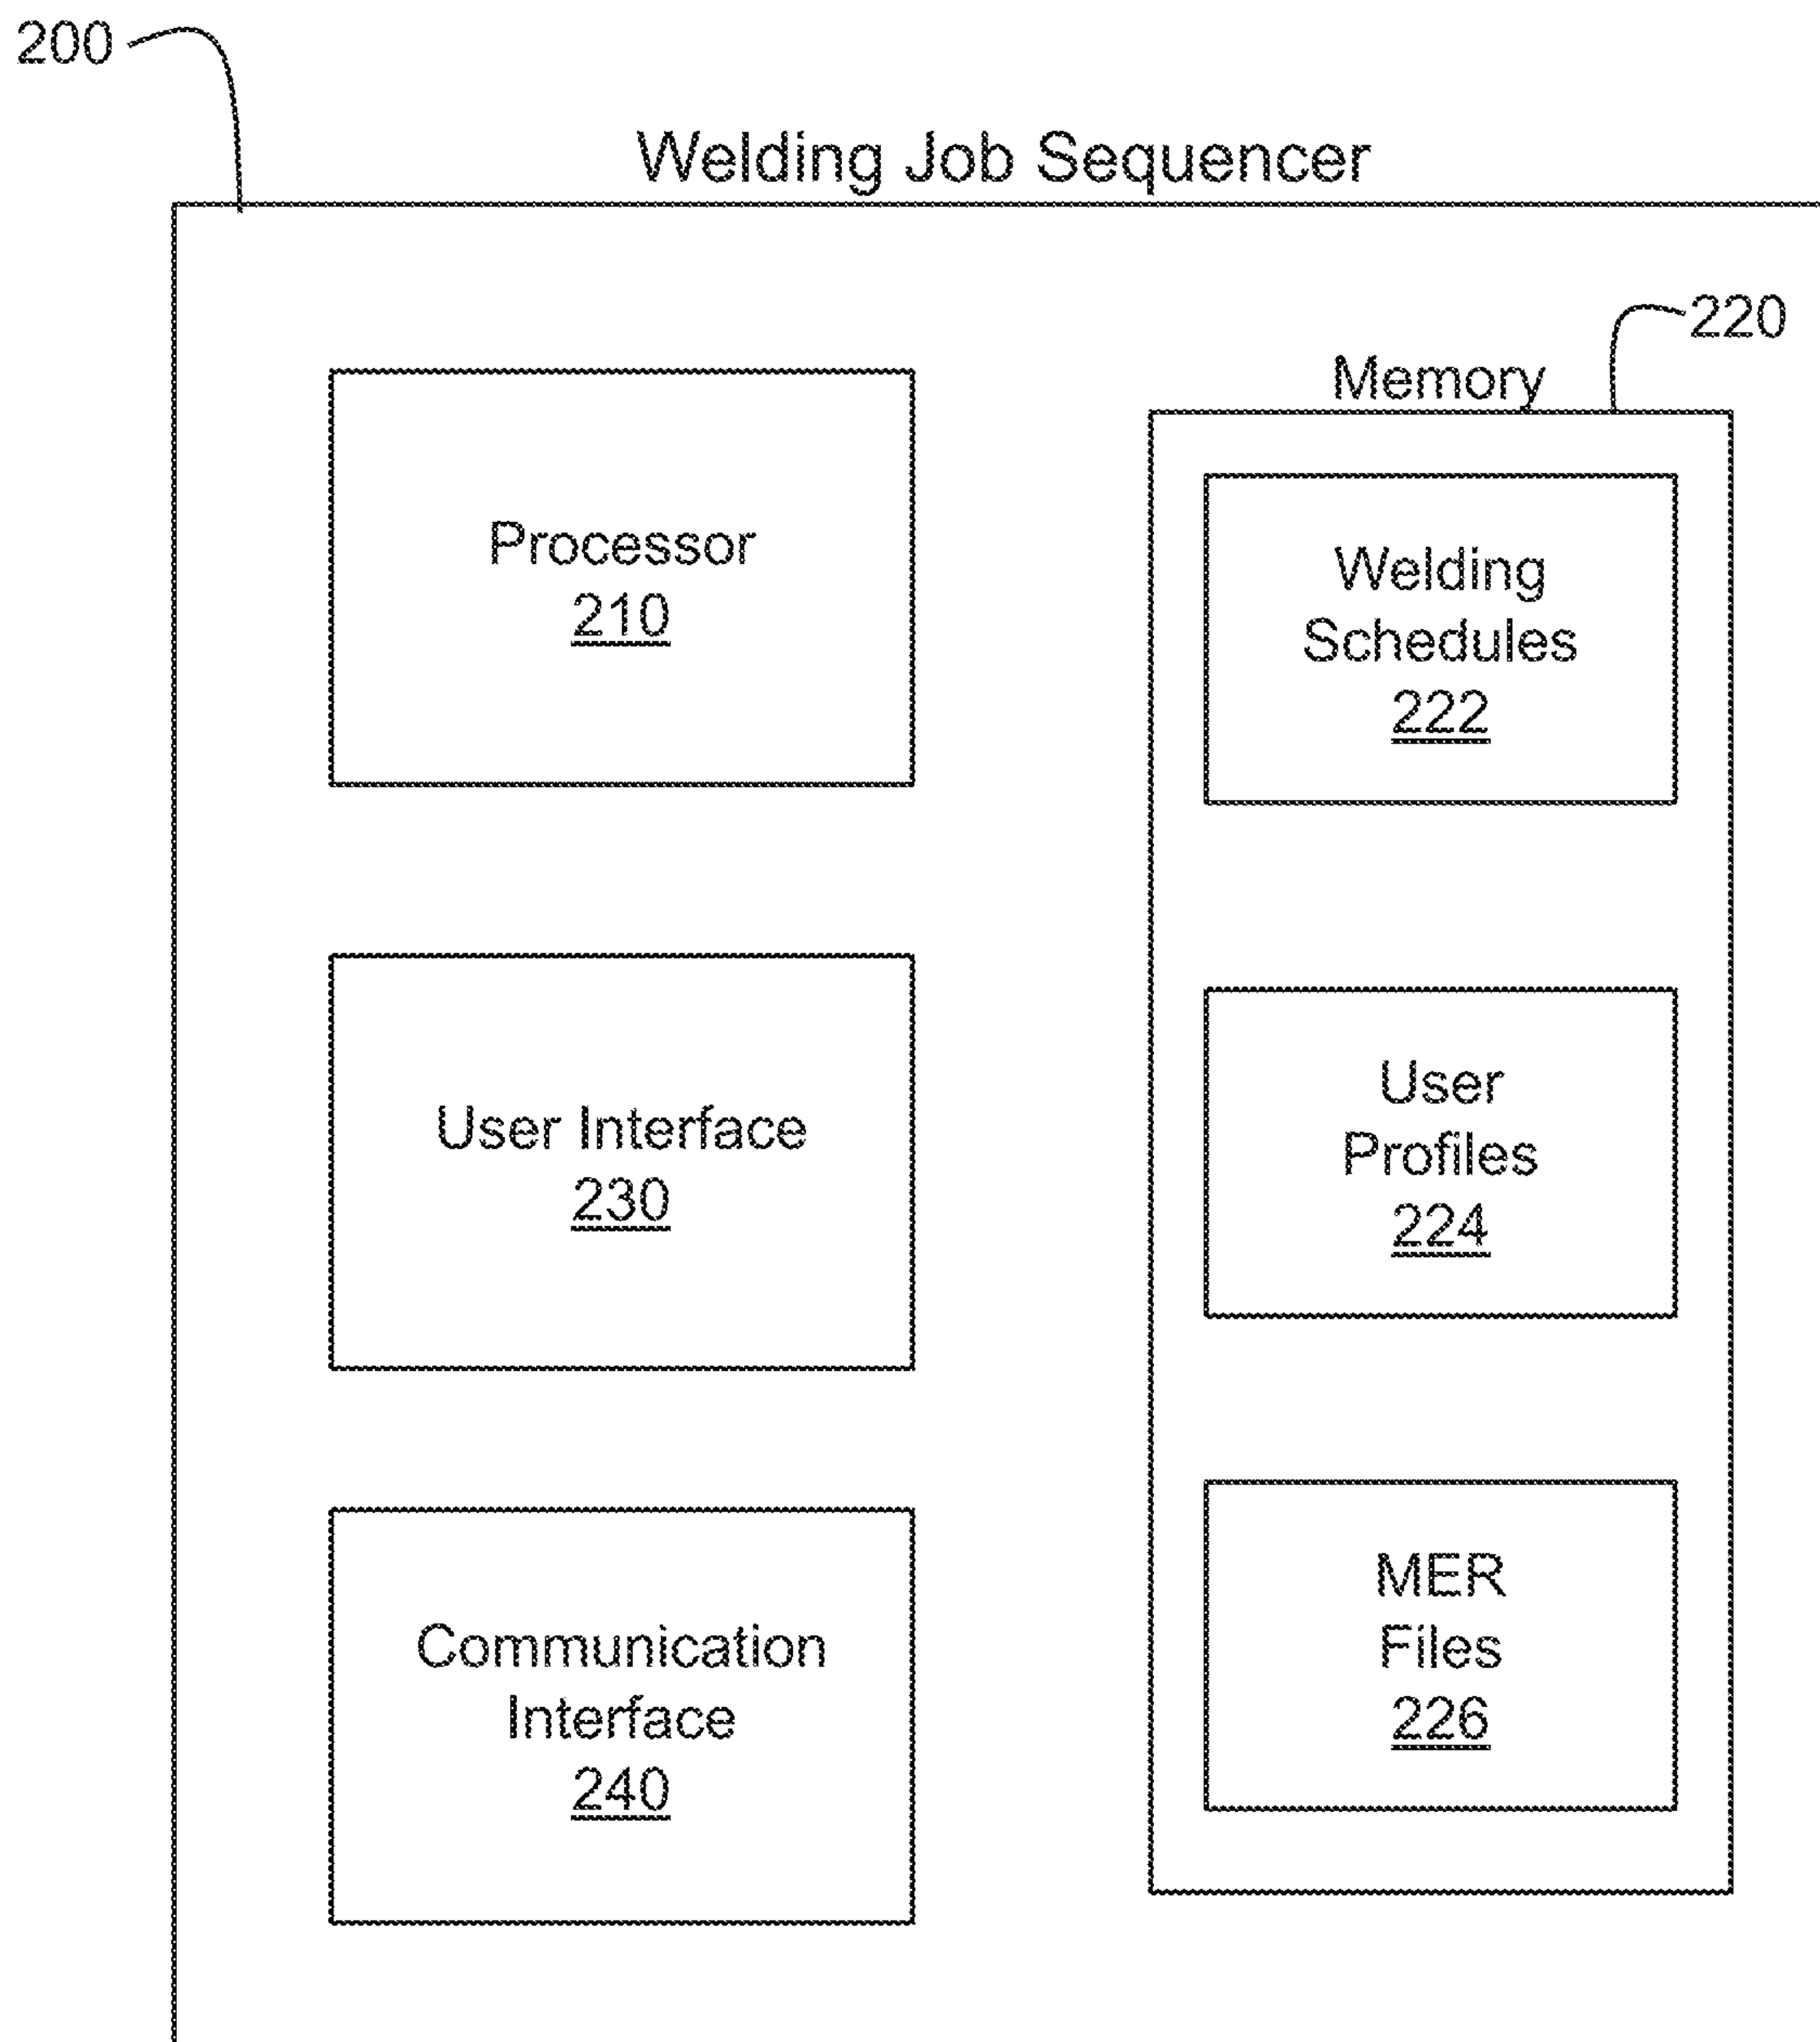 200
Welding Job Sequencer
220
Memory
Processor
210
Welding
Schedules
222
User Interface
230
User
Profiles
224
Communication
Interface
240
MER
Files
226